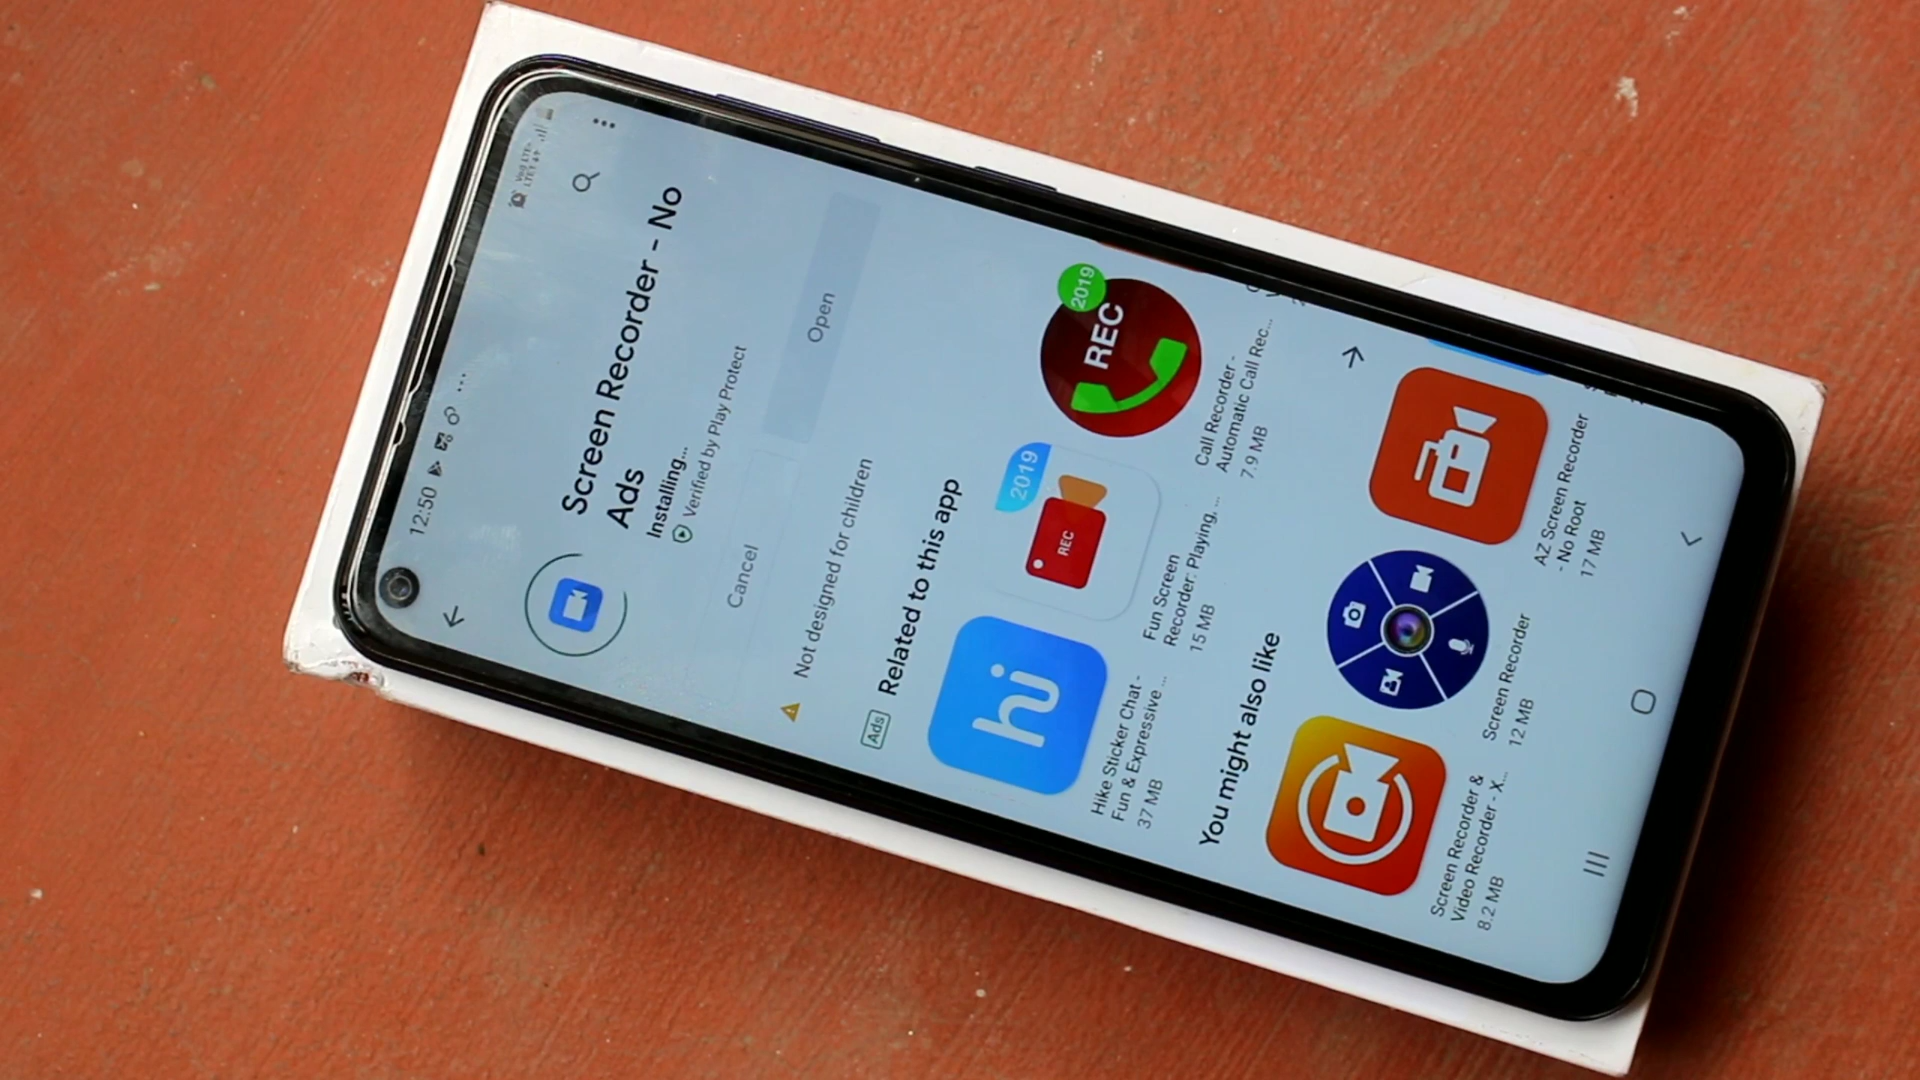 12:50
Screen Recorder - No
Ads
Installing...
Verified by Play Protect
Cancel
Open
Not designed for children
Ads
Related to this app
hi
Hike Sticker Chat -
Fun & Expressive ...
37 MB
2019
REC
Fun Screen
Recorder: Playing, ...
15 MB
2019
REC
Call Recorder -
Automatic Call Rec...
7.9 MB
You might also like
Screen Recorder &
Video Recorder - X...
8.2 MB
Screen Recorder
12 MB
AZ Screen Recorder
- No Root
17 MB